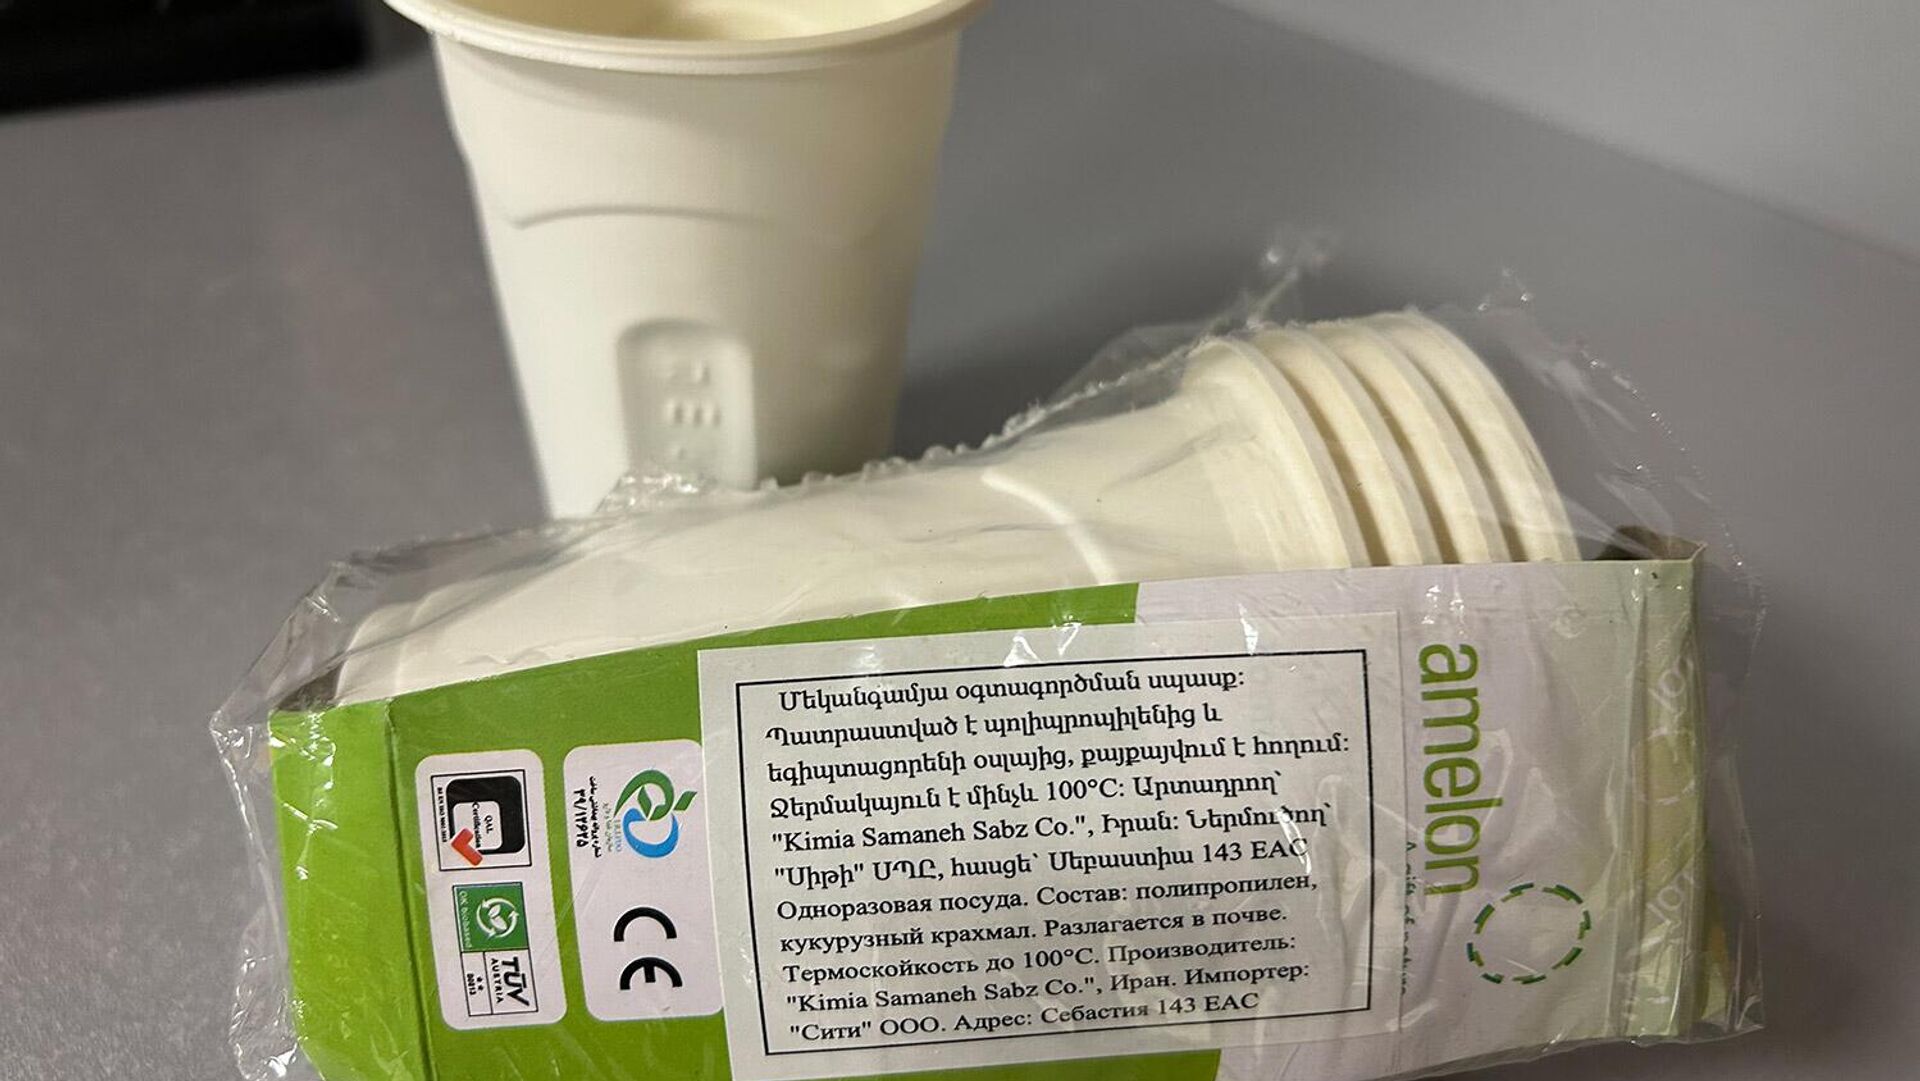 Մեկանգամյա օգտագործման սպասք:
Պատրաստված է պոլիպրոպիլենից և
եգիպտացորենի օսլայից, քայքայվում է հողում:
Ջերմակայուն է մինչև 100°C: Արտադրող՝
"Kimia Samaneh Sabz Co.", Իրան: Ներմուծող՝
"Սիթի" ՍՊԸ, հասցե՝ Սեբաստիա 143 EAC
Одноразовая посуда. Состав: полипропилен,
кукурузный крахмал. Разлагается в почве.
Термоскойкость до 100°C. Производитель:
"Kimia Samaneh Sabz Co.", Иран. Импортер:
"Сити" ООО. Адрес: Себастия 143 EAC
amelon
QAL
Certification
OK biobased
TÜV
AUSTRIA
CE